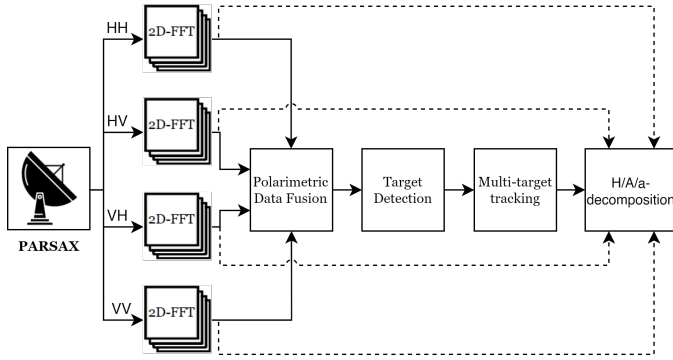 HH
2D-FFT
HV
2D-FFT
PARSAX
VH
2D-FFT
VV
2D-FFT
Polarimetric
Data Fusion
Target
Detection
Multi-target
tracking
H/A/a-
decomposition